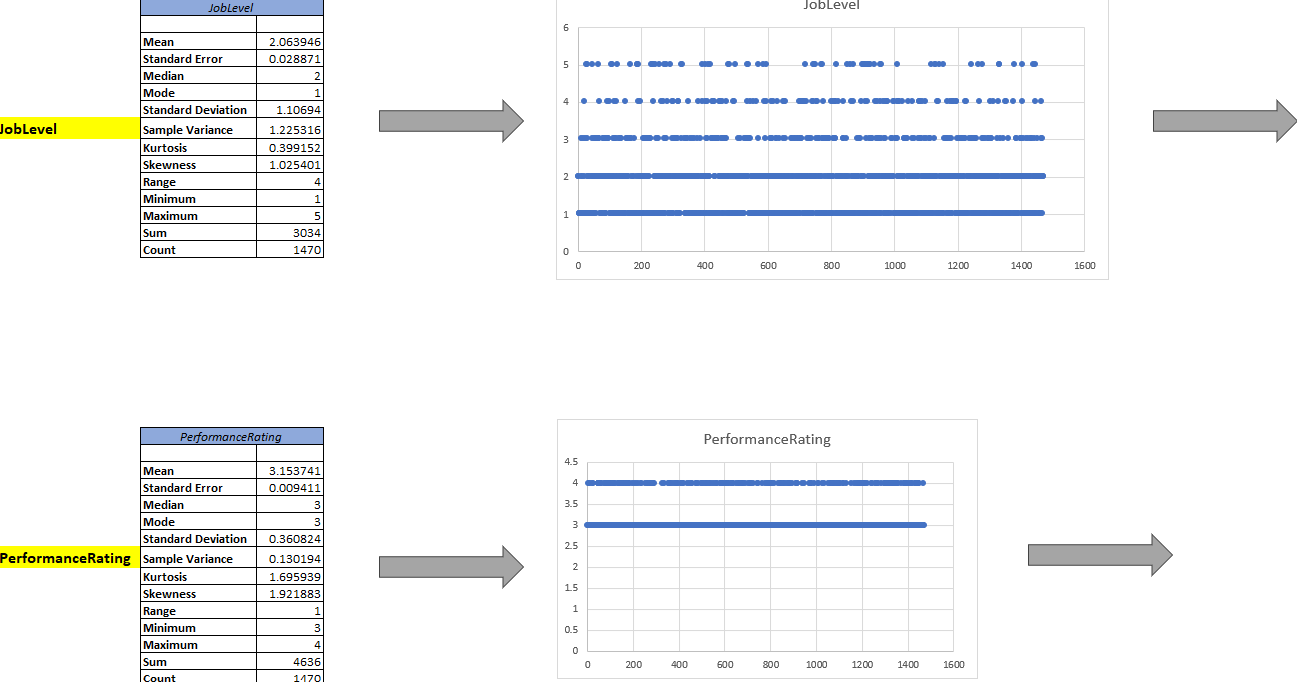 JobLevel
Mean 2.063946
Standard Error 0.028871
Median 2
Mode 1
Standard Deviation 1.10694
Sample Variance 1.225316
Kurtosis 0.399152
Skewness 1.025401
Range 4
Minimum 1
Maximum 5
Sum 3034
Count 1470
JobLevel
JobLevel
6
5
4
3
2
1
0
0 200 400 600 800 1000 1200 1400 1600
PerformanceRating
Mean 3.153741
Standard Error 0.009411
Median 3
Mode 3
Standard Deviation 0.360824
Sample Variance 0.130194
Kurtosis 1.695939
Skewness 1.921883
Range 1
Minimum 3
Maximum 4
Sum 4636
Count 1470
PerformanceRating
PerformanceRating
4.5
4
3.5
3
2.5
2
1.5
1
0.5
0
0 200 400 600 800 1000 1200 1400 1600